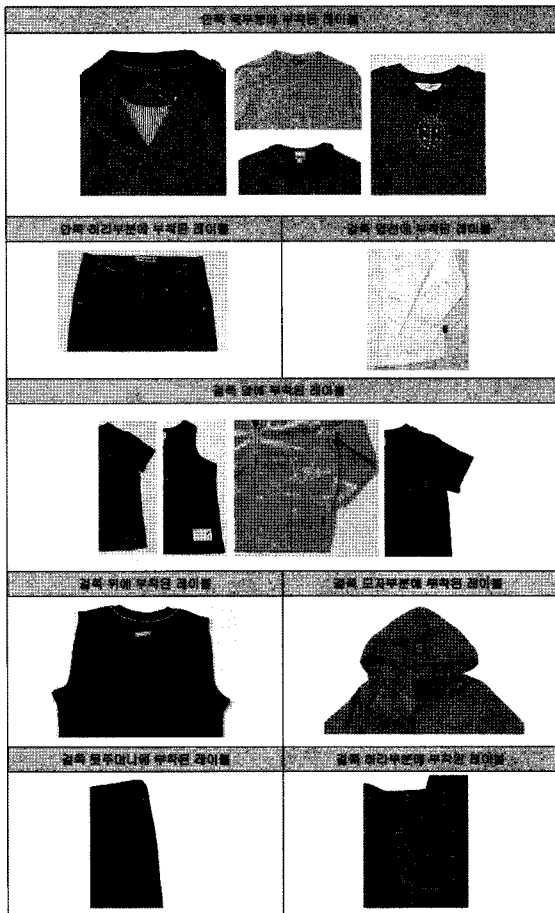 안쪽 목부분에 부착된 레이블
안쪽 허리부분에 부착된 레이블
겉쪽 옆선에 부착된 레이블
겉쪽 앞에 부착된 레이블
겉쪽 뒤에 부착된 레이블
겉쪽 모자부분에 부착된 레이블
겉쪽 뒷주머니에 부착된 레이블
겉쪽 허리부분에 부착된 레이블